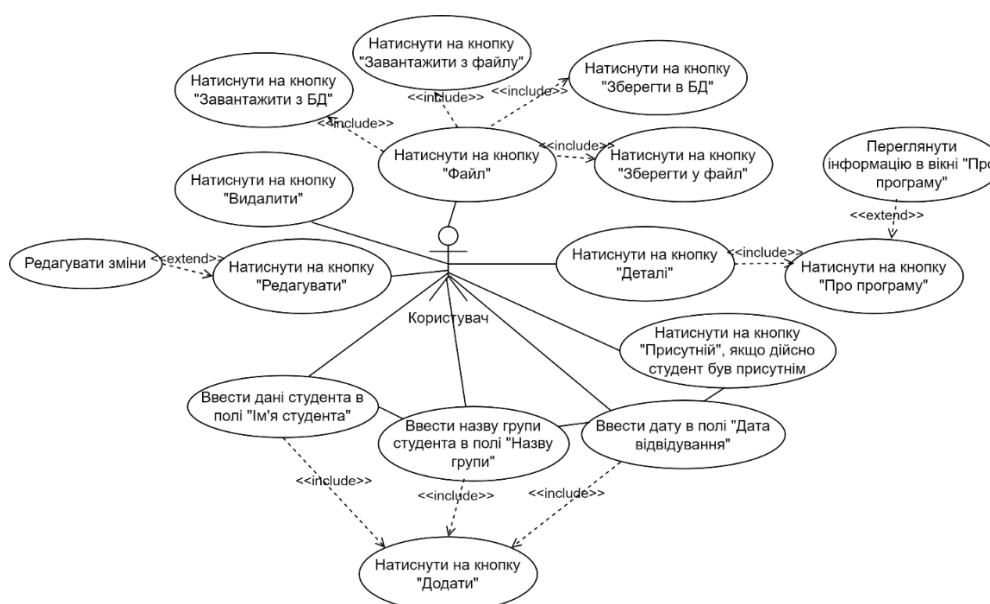 Натиснути на кнопку
"Завантажити з файлу"
Натиснути на кнопку
"Завантажити з БД"
Натиснути на кнопку
"Зберегти в БД"
<<include>>
<<include>>
<<include>>
Натиснути на кнопку
"Файл"
<<include>>
Натиснути на кнопку
"Зберегти у файл"
Переглянути
інформацію в вікні "Про
програму"
<<extend>>
Натиснути на кнопку
"Видалити"
Редагувати зміни
<<extend>>
Натиснути на кнопку
"Редагувати"
Натиснути на кнопку
"Деталі"
<<include>>
Натиснути на кнопку
"Про програму"
Користувач
Натиснути на кнопку
"Присутній", якщо дійсно
студент був присутнім
Ввести дані студента в
полі "Ім'я студента"
Ввести назву групи
студента в полі "Назву
групи"
Ввести дату в полі "Дата
відвідування"
<<include>>
<<include>>
<<include>>
Натиснути на кнопку
"Додати"